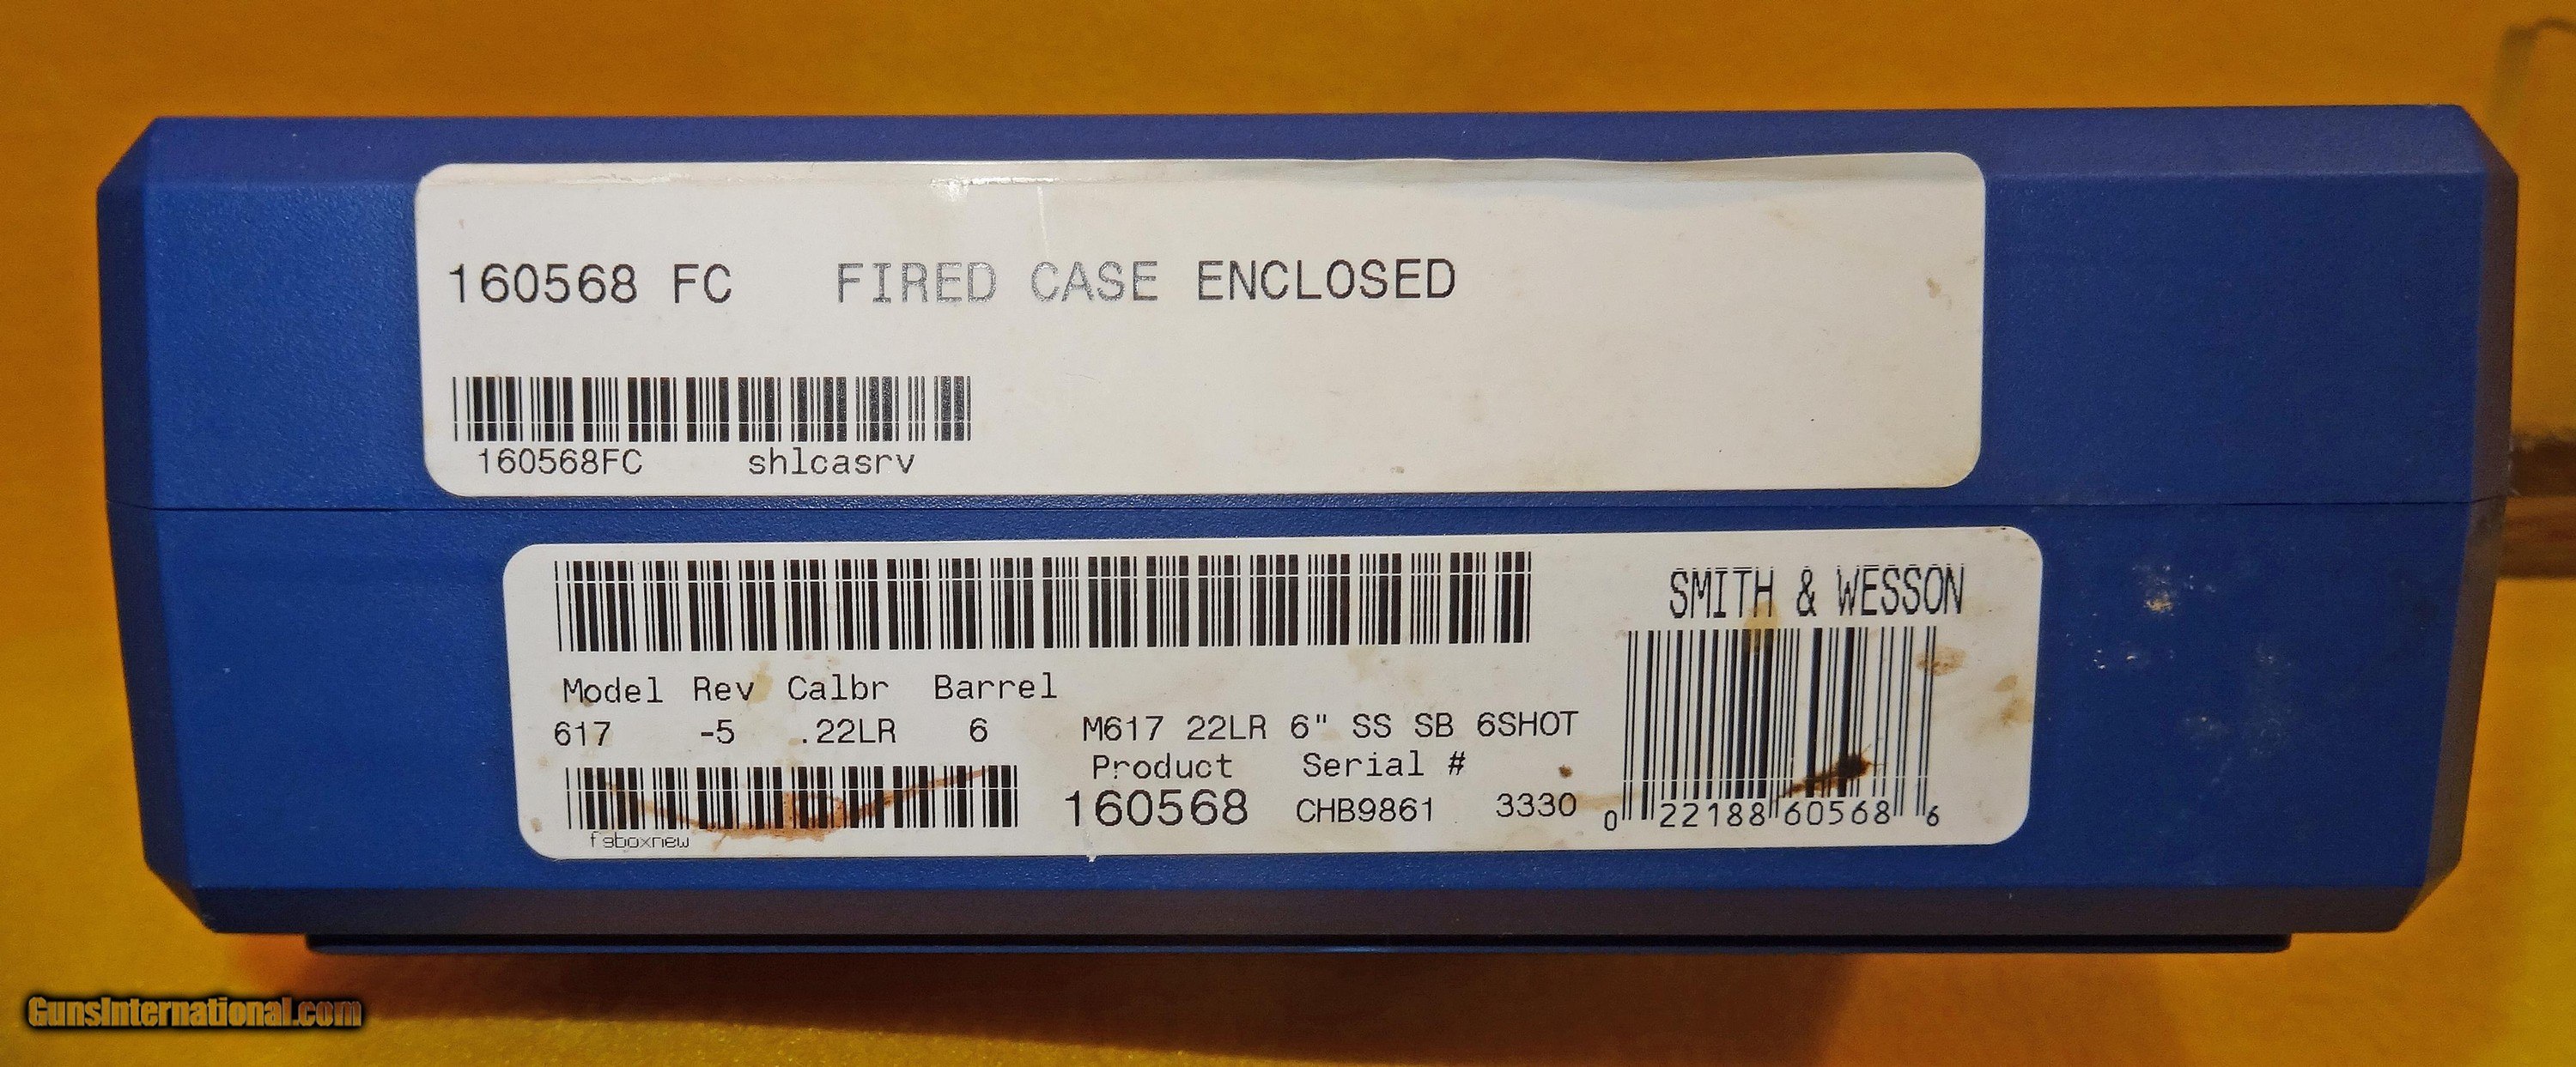 160568 FC FIRED CASE ENCLOSED
160568FC shlcasrv
SMITH & WESSON
Model Rev Calbr Barrel
617 -5 .22LR 6 M617 22LR 6" SS SB 6SHOT
Product Serial #
160568 CHB9861 3330
0 22188 60568 6
fsboxnew
GunsInternational.com